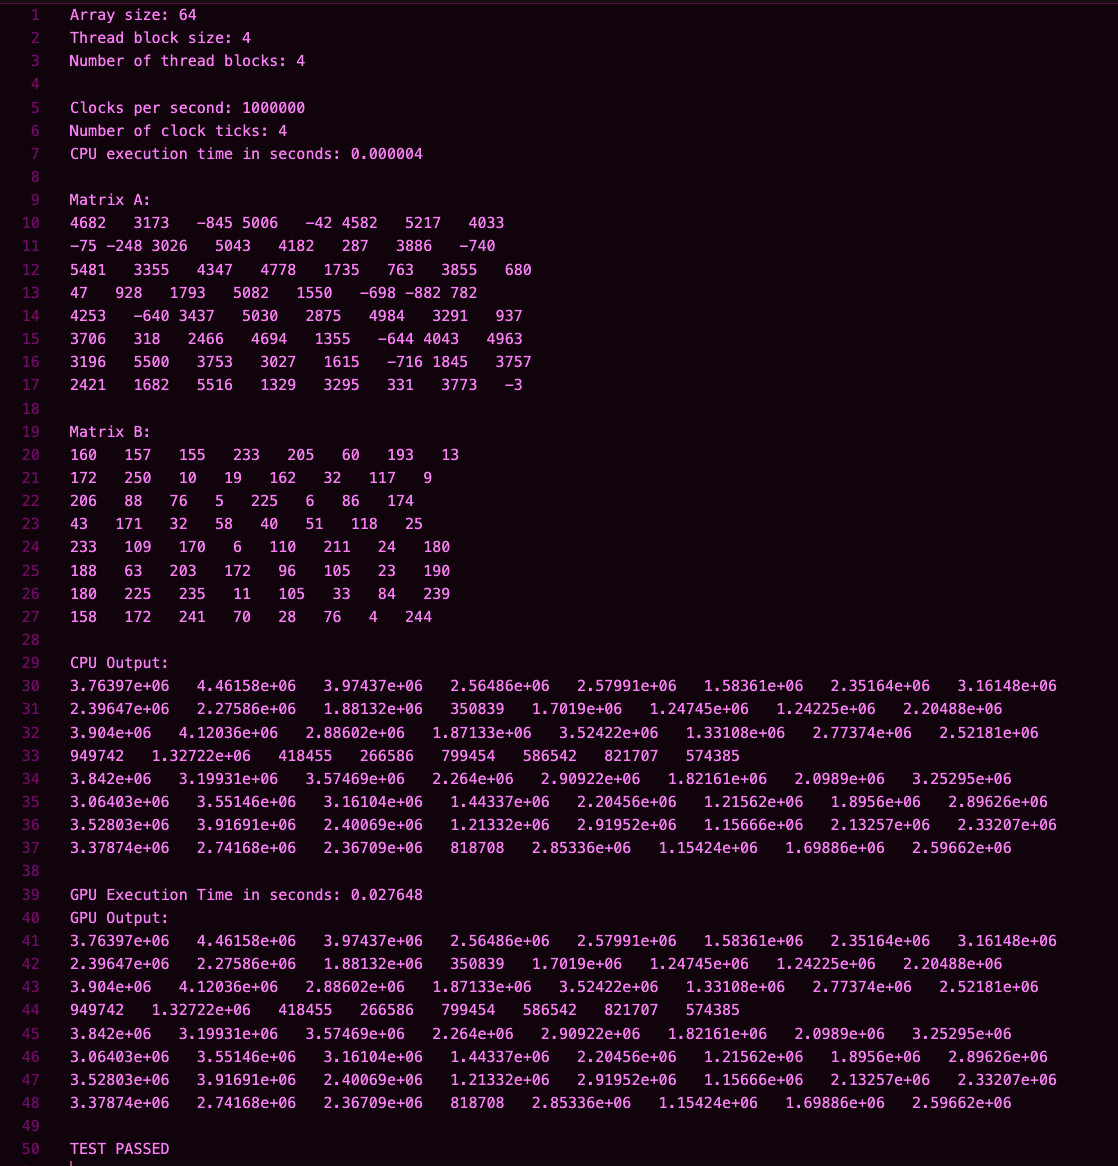 1 Array size: 64
2 Thread block size: 4
3 Number of thread blocks: 4
4
5 Clocks per second: 1000000
6 Number of clock ticks: 4
7 CPU execution time in seconds: 0.000004
8
9 Matrix A:
10 4682 3173 −845 5006 −42 4582 5217 4033
11 −75 −248 3026 5043 4182 287 3886 −740
12 5481 3355 4347 4778 1735 763 3855 680
13 47 928 1793 5082 1550 −698 −882 782
14 4253 −640 3437 5030 2875 4984 3291 937
15 3706 318 2466 4694 1355 −644 4043 4963
16 3196 5500 3753 3027 1615 −716 1845 3757
17 2421 1682 5516 1329 3295 331 3773 −3
18
19 Matrix B:
20 160 157 155 233 205 60 193 13
21 172 250 10 19 162 32 117 9
22 206 88 76 5 225 6 86 174
23 43 171 32 58 40 51 118 25
24 233 109 170 6 110 211 24 180
25 188 63 203 172 96 105 23 190
26 180 225 235 11 105 33 84 239
27 158 172 241 70 28 76 4 244
28
29 CPU Output:
30 3.76397e+06 4.46158e+06 3.97437e+06 2.56486e+06 2.57991e+06 1.58361e+06 2.35164e+06 3.16148e+06
31 2.39647e+06 2.27586e+06 1.88132e+06 350839 1.7019e+06 1.24745e+06 1.24225e+06 2.20488e+06
32 3.904e+06 4.12036e+06 2.88602e+06 1.87133e+06 3.52422e+06 1.33108e+06 2.77374e+06 2.52181e+06
33 949742 1.32722e+06 418455 266586 799454 586542 821707 574385
34 3.842e+06 3.19931e+06 3.57469e+06 2.264e+06 2.90922e+06 1.82161e+06 2.0989e+06 3.25295e+06
35 3.06403e+06 3.55146e+06 3.16104e+06 1.44337e+06 2.20456e+06 1.21562e+06 1.8956e+06 2.89626e+06
36 3.52803e+06 3.91691e+06 2.40069e+06 1.21332e+06 2.91952e+06 1.15666e+06 2.13257e+06 2.33207e+06
37 3.37874e+06 2.74168e+06 2.36709e+06 818708 2.85336e+06 1.15424e+06 1.69886e+06 2.59662e+06
38
39 GPU Execution Time in seconds: 0.027648
40 GPU Output:
41 3.76397e+06 4.46158e+06 3.97437e+06 2.56486e+06 2.57991e+06 1.58361e+06 2.35164e+06 3.16148e+06
42 2.39647e+06 2.27586e+06 1.88132e+06 350839 1.7019e+06 1.24745e+06 1.24225e+06 2.20488e+06
43 3.904e+06 4.12036e+06 2.88602e+06 1.87133e+06 3.52422e+06 1.33108e+06 2.77374e+06 2.52181e+06
44 949742 1.32722e+06 418455 266586 799454 586542 821707 574385
45 3.842e+06 3.19931e+06 3.57469e+06 2.264e+06 2.90922e+06 1.82161e+06 2.0989e+06 3.25295e+06
46 3.06403e+06 3.55146e+06 3.16104e+06 1.44337e+06 2.20456e+06 1.21562e+06 1.8956e+06 2.89626e+06
47 3.52803e+06 3.91691e+06 2.40069e+06 1.21332e+06 2.91952e+06 1.15666e+06 2.13257e+06 2.33207e+06
48 3.37874e+06 2.74168e+06 2.36709e+06 818708 2.85336e+06 1.15424e+06 1.69886e+06 2.59662e+06
49
50 TEST PASSED